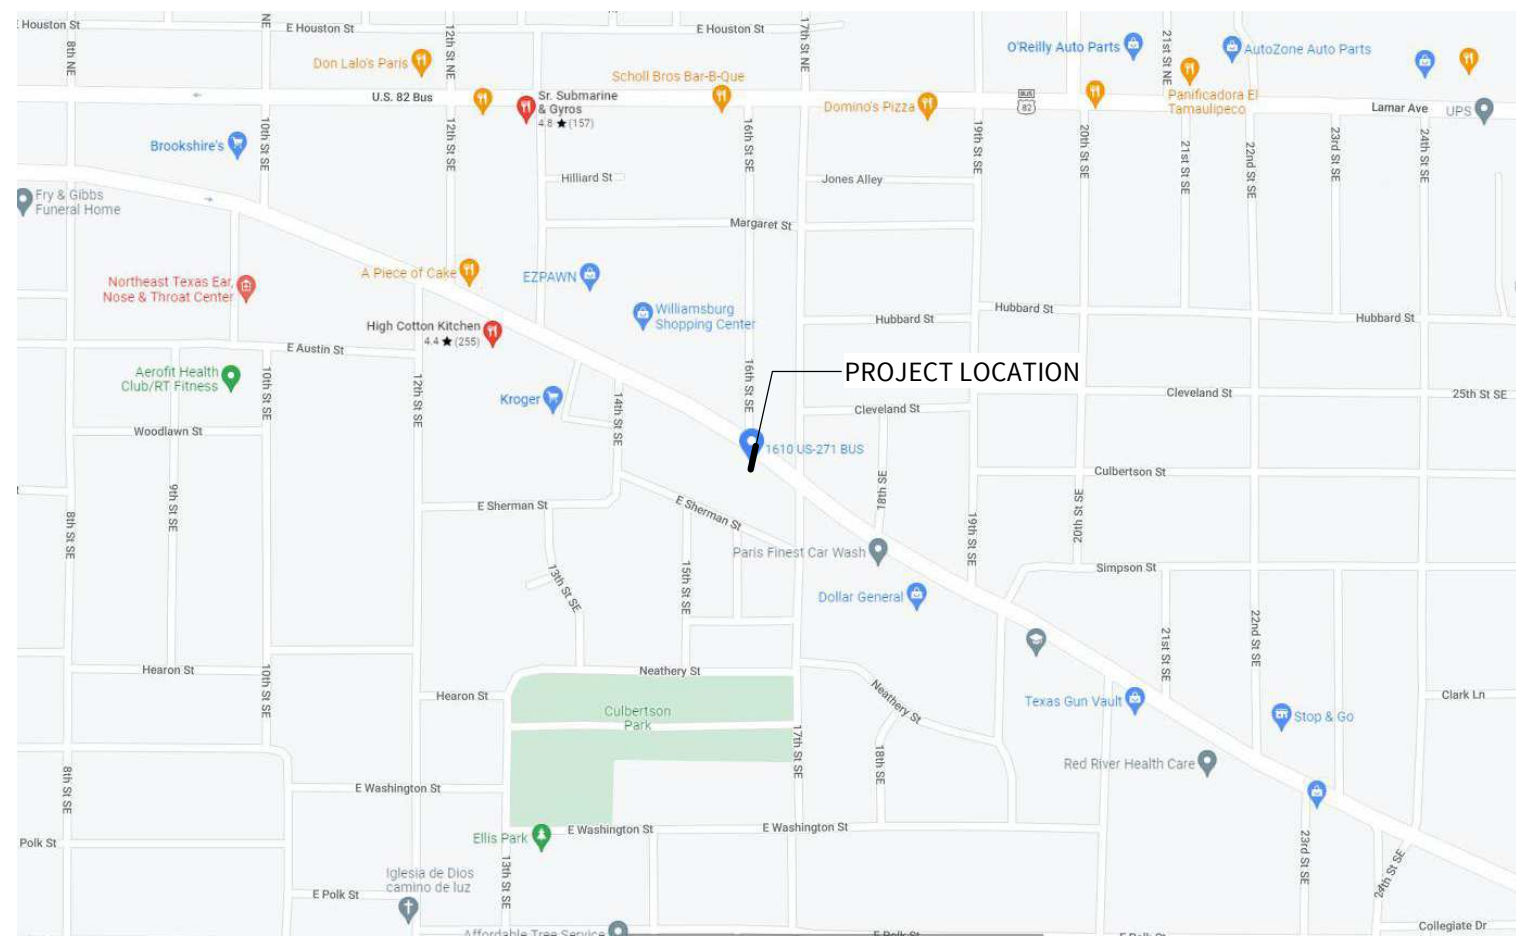 E Houston St
8th NE
NE
E Houston St
12th St NE
E Houston St
17th St NE
21st St NE
Don Lalo's Paris
Scholl Bros Bar-B-Que
O'Reilly Auto Parts
AutoZone Auto Parts
U.S. 82 Bus
Sr. Submarine
& Gyros
4.8 ★ (157)
Domino's Pizza
BUS
82
Panificadora El
Tamaulipeco
Lamar Ave
UPS
Brookshire's
10th St SE
12th St SE
16th St SE
19th St SE
20th St SE
21st St SE
22nd St SE
23rd St SE
24th St SE
Hilliard St
Jones Alley
Fry & Gibbs
Funeral Home
Margaret St
Northeast Texas Ear,
Nose & Throat Center
A Piece of Cake
EZPAWN
Williamsburg
Shopping Center
Hubbard St
Hubbard St
Hubbard St
High Cotton Kitchen
4.4 ★ (255)
E Austin St
Aerofit Health
Club/RT Fitness
10th St SE
12th St SE
14th St SE
16th St SE
PROJECT LOCATION
Kroger
Cleveland St
Cleveland St
25th St SE
Woodlawn St
1610 US-271 BUS
Culbertson St
18th SE
9th St SE
8th St SE
E Sherman St
E Sherman St
19th St SE
20th St SE
Paris Finest Car Wash
Simpson St
13th St SE
15th St SE
Dollar General
21st St SE
22nd St SE
Hearon St
10th St SE
Hearon St
Neathery St
Neathery St
Texas Gun Vault
Clark Ln
Culbertson
Park
Stop & Go
17th St SE
18th SE
Red River Health Care
8th St SE
E Washington St
E Washington St
E Washington St
Ellis Park
Polk St
23rd St SE
24th St SE
13th St SE
Iglesia de Dios
camino de luz
E Polk St
Affordable Tree Service
E Polk St
E Polk St
Collegiate Dr